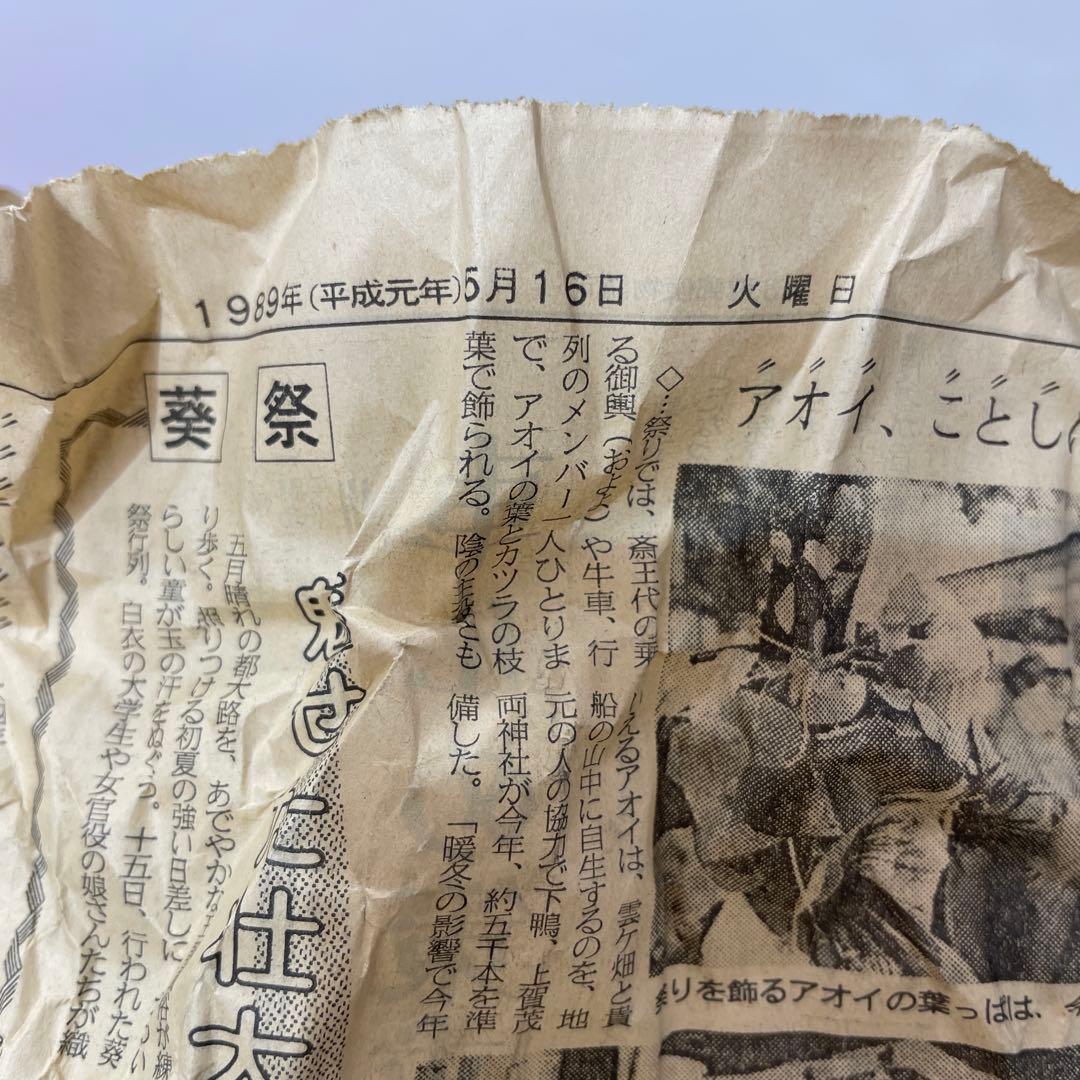 1989年(平成元年)5月16日 火曜日
アオイ、ことし
◇…祭りでは、斎王代の乗
る御輿(およよ)や牛車、行
列のメンバー一人ひとりま
で、アオイの葉とカツラの枝
葉で飾られる。陰の主役とも
いえるアオイは、雲ケ畑と貴
船の山中に自生するのを、地
元の人の協力で下鴨、上賀茂
両神社が今年、約五千本を準
備した。「暖冬の影響で今年
りを飾るアオイの葉っぱは、
葵祭
仕
五月晴れの都大路を、あでやかな
り歩く。照りつける初夏の強い日差しに
らしい童が玉の汗をぬぐう。十五日、行われた葵
祭行列。白衣の大学生や女官役の娘さんたちが織